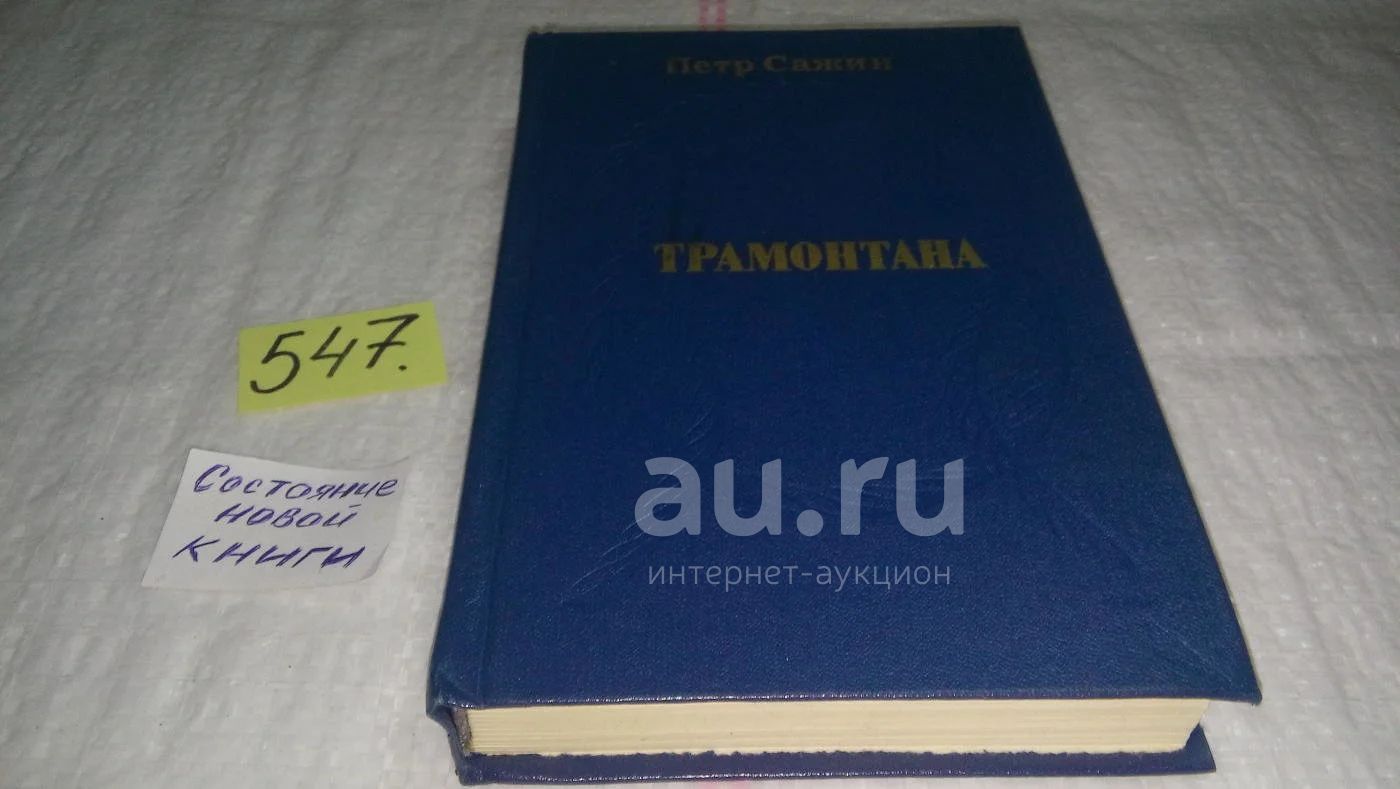 Петр Сажин
ТРАМОНТАНА
547.
Состояние
новой
книги
au.ru
интернет-аукцион